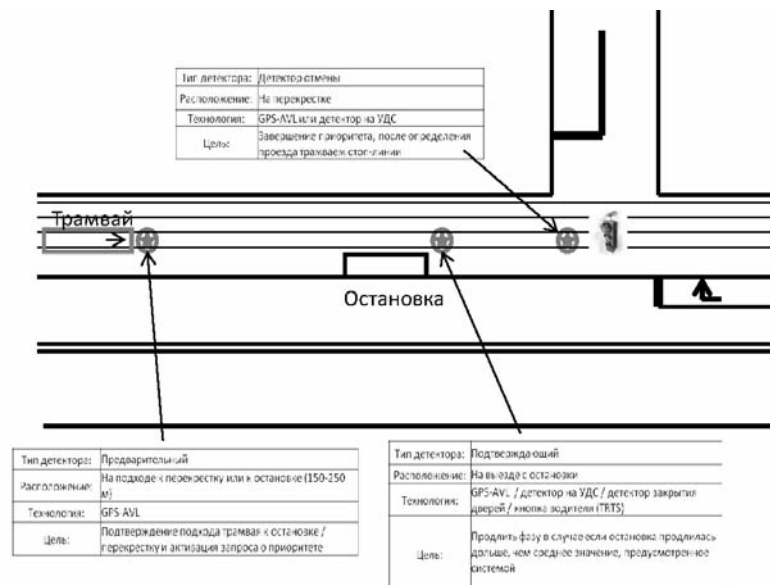 Тип детектора: Детектор отмены
Расположение: На перекрестке
Технология: GPS-AVL или детектор на УДС
Цель: Завершение приоритета, после определения
проезда трамваем стоп-линии
Трамвай
Остановка
Тип детектора: Предварительный
Расположение: На подходе к перекрестку или к остановке (150-250
м)
Технология: GPS-AVL
Цель: Подтверждение подхода трамвая к остановке /
перекрестку и активация запроса о приоритете
Тип детектора: Подтверждающий
Расположение: На выезде с остановки
Технология: GPS-AVL / детектор на УДС / детектор закрытия
дверей / кнопка водителя (TRTS)
Цель: Продлить фазу в случае если остановка продлилась
дольше, чем среднее значение, предусмотренное
системой